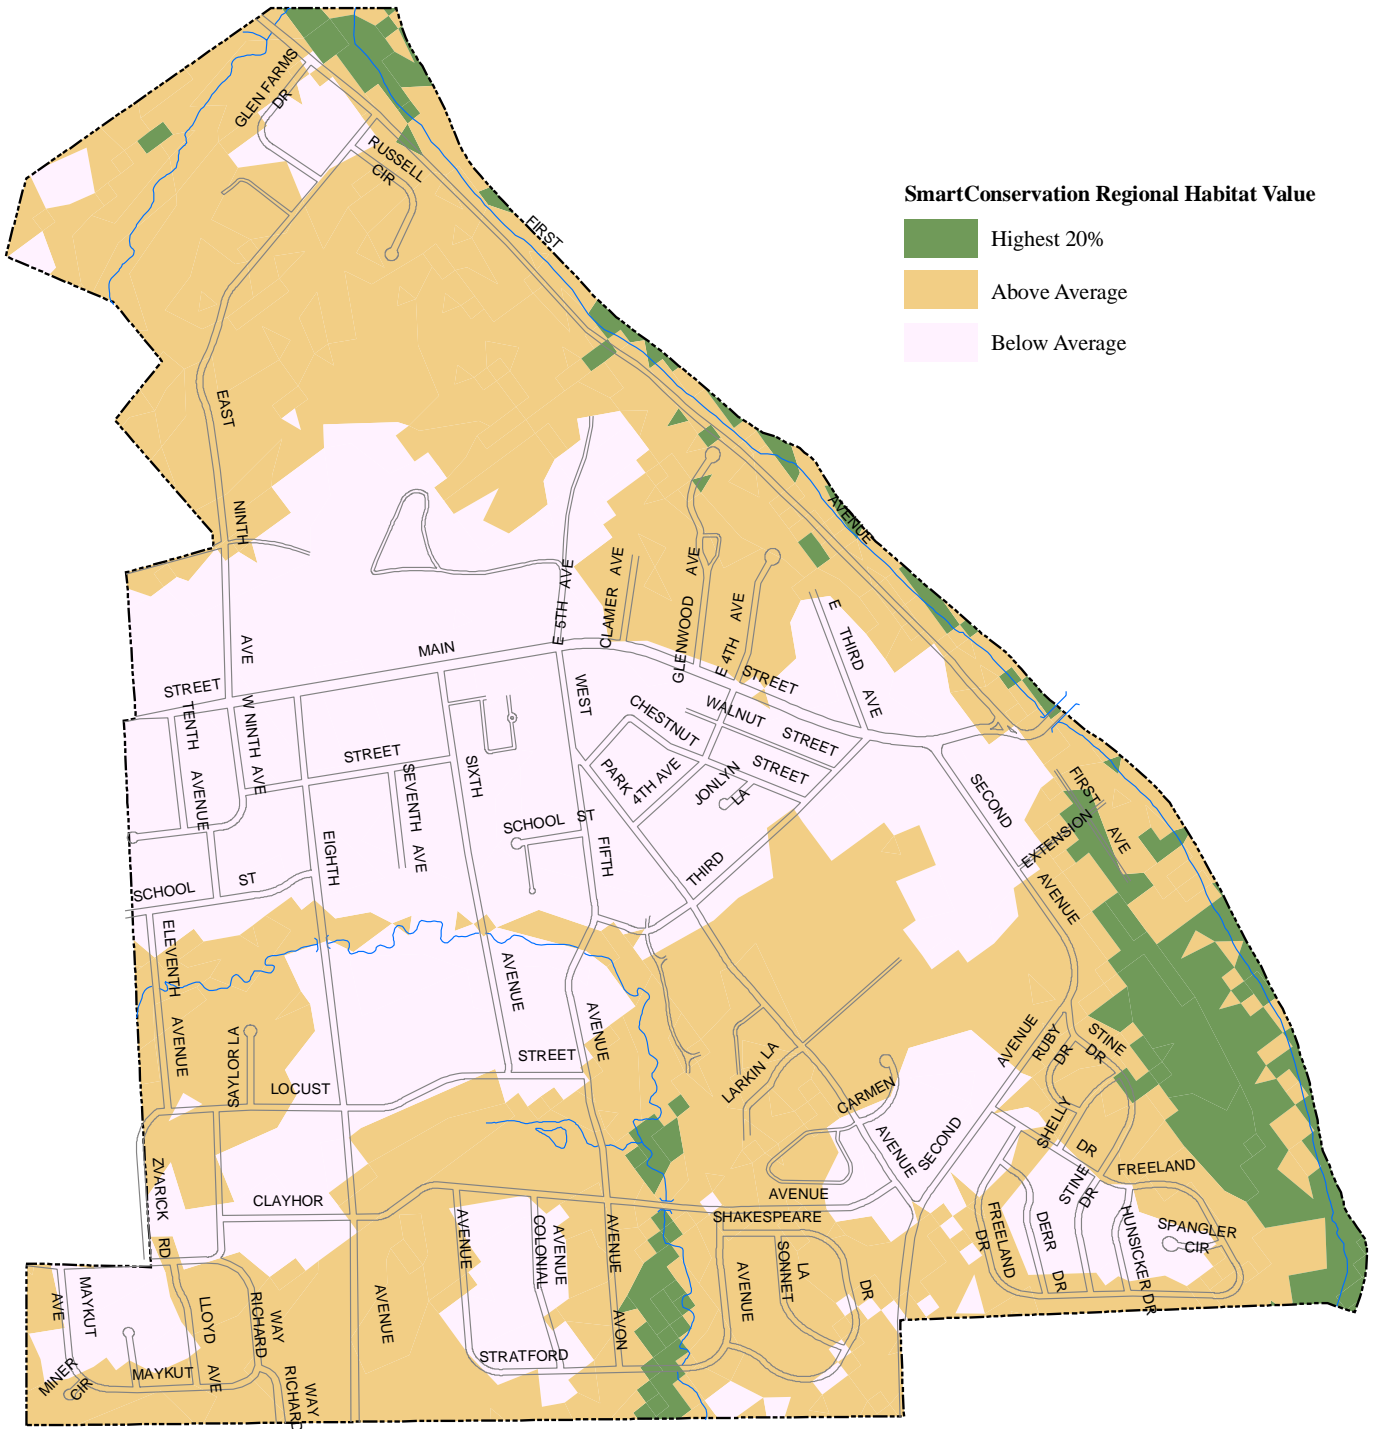 GLEN FARMS
DR
RUSSELL
CIR
FIRST
SmartConservation Regional Habitat Value
Highest 20%
Above Average
Below Average
EAST
NINTH
AVE
AVENUE
E 5TH AVE
CLAMER AVE
GLENWOOD AVE
E 4TH AVE
E THIRD AVE
MAIN
STREET
STREET
TENTH AVENUE
W NINTH AVE
WEST
CHESTNUT
WALNUT STREET
STREET
STREET
SEVENTH AVE
SIXTH
PARK
4TH AVE
JONLYN
LA
SECOND
FIRST
AVE
EXTENSION
AVENUE
SCHOOL ST
EIGHTH
FIFTH
THIRD
SCHOOL ST
ELEVENTH
AVENUE
AVENUE
AVENUE
SAYLOR LA
LOCUST
STREET
LARKIN LA
CARMEN
AVENUE
RUBY
DR
STINE
DR
SHELLY
DR
AVENUE
SECOND
STINE
DR
FREELAND
ZVARICK
RD
CLAYHOR
AVENUE
SHAKESPEARE
AVENUE
COLONIAL
AVENUE
AVENUE
FREELAND
DR
DERR
DR
HUNSICKER DR
SPANGLER
CIR
MAYKUT
AVE
LLOYD
AVE
RICHARD
WAY
AVENUE
AVON
AVENUE
SONNET
LA
DR
STRATFORD
MINER
CIR
MAYKUT
RICHARD
WAY